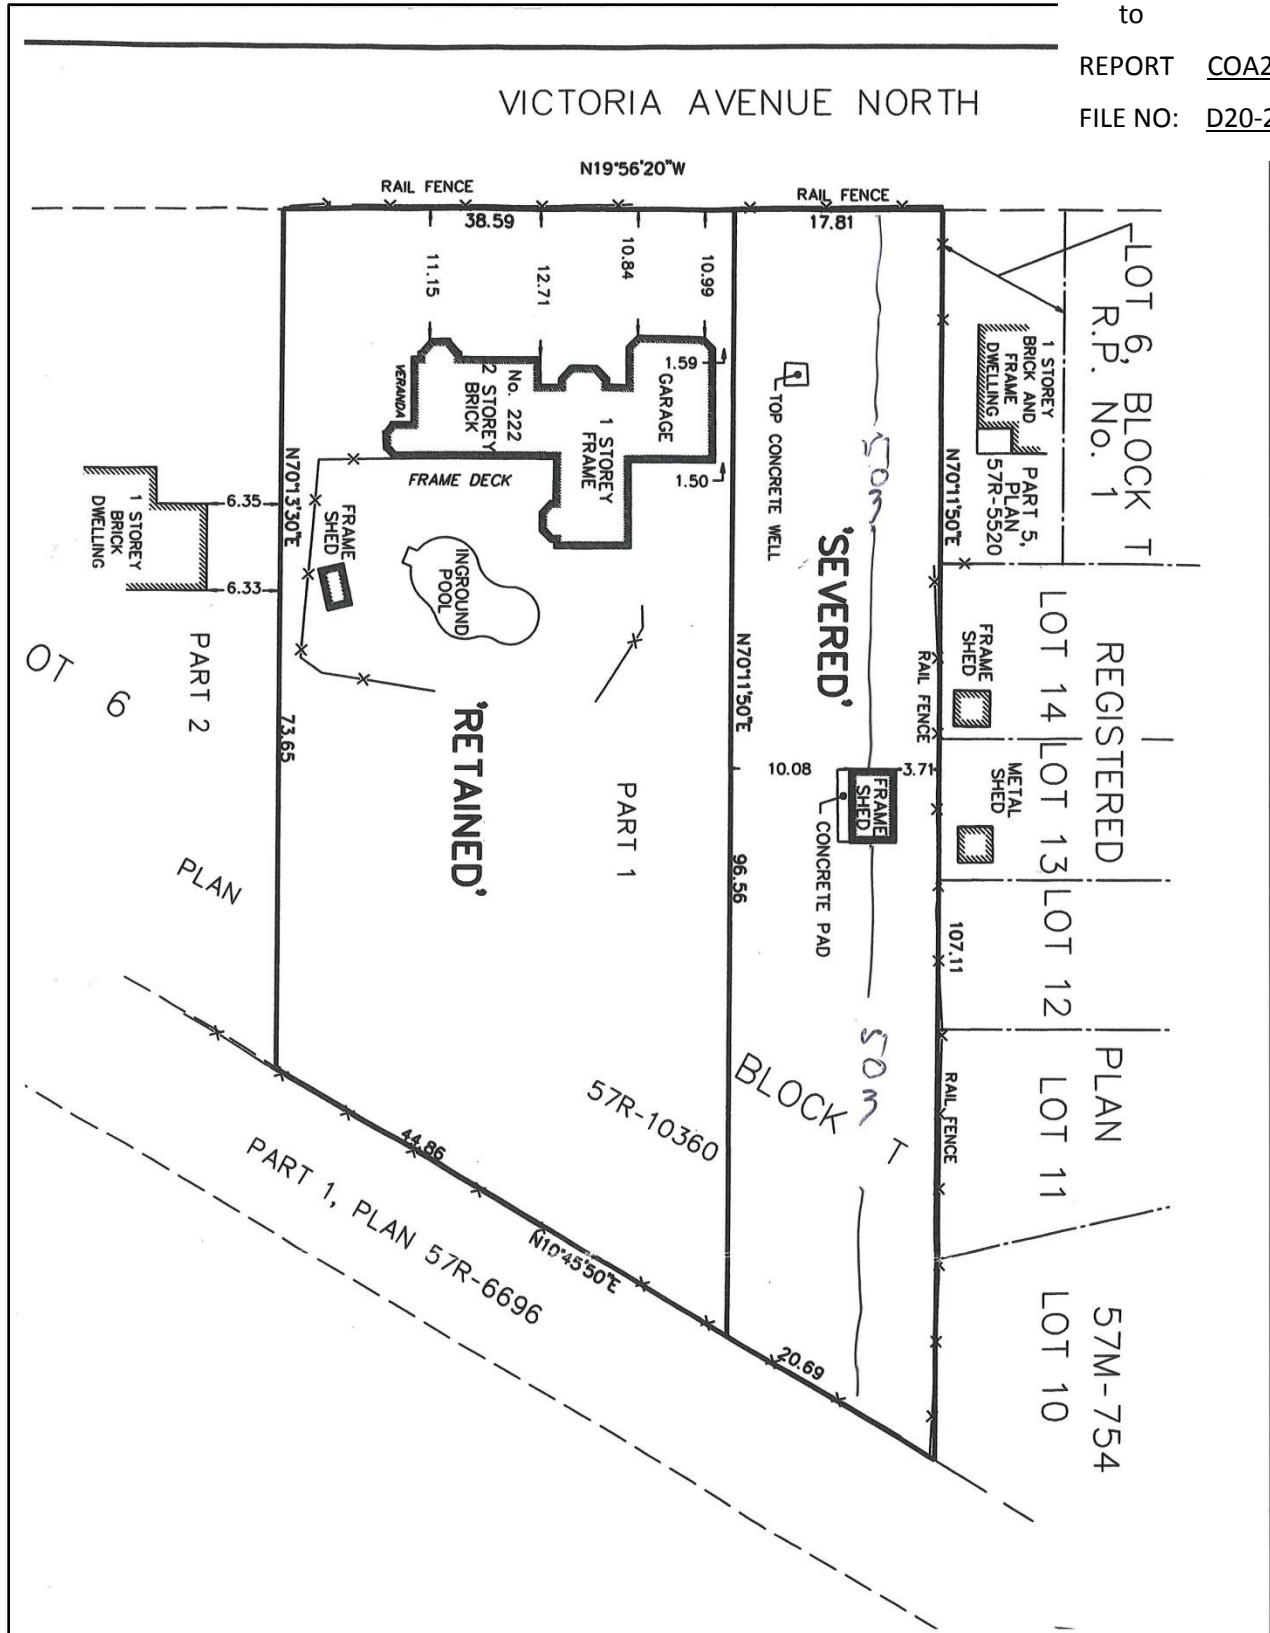 to
REPORT COA2
FILE NO: D20-2
VICTORIA AVENUE NORTH
N19°56'20"W
RAIL FENCE
38.59
RAIL FENCE
17.81
11.15
12.71
10.84
10.99
1.59
1.50
GARAGE
1 STOREY
FRAME
No. 222
2 STOREY
BRICK
VERANDA
FRAME DECK
TOP CONCRETE WELL
503
'SEVERED'
N70°11'50"E
LOT 6, BLOCK T
R.P. No. 1
1 STOREY
BRICK AND
FRAME
DWELLING
PART 5,
PLAN
57R-5520
N70°13'30"E
6.35
6.33
1 STOREY
BRICK
DWELLING
FRAME
SHED
INGROUND
POOL
N70°11'50"E
RAIL FENCE
FRAME
SHED
LOT 14
REGISTERED
METAL
SHED
LOT 13
LOT 12
OT 6
PART 2
73.65
'RETAINED'
PART 1
10.08
3.71
FRAME
SHED
CONCRETE PAD
96.56
107.11
PLAN
503
BLOCK T
57R-10360
RAIL FENCE
PLAN
LOT 11
44.86
PART 1, PLAN 57R-6696
N10°45'50"E
20.69
57M-754
LOT 10